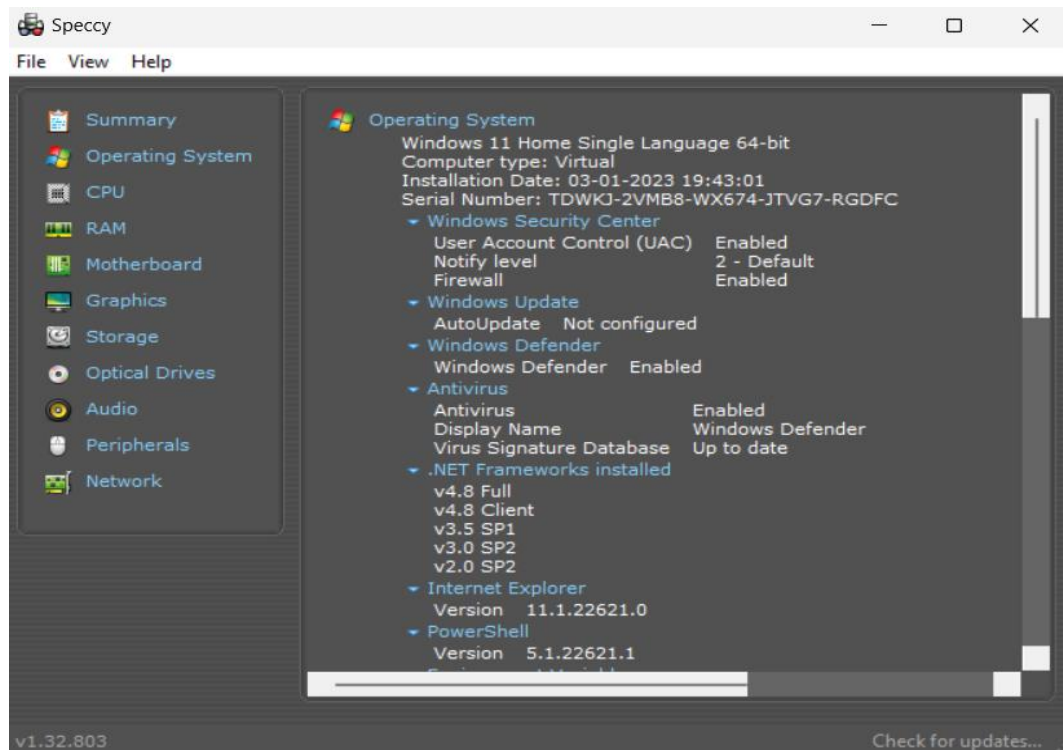 Speccy
File View Help
Summary
Operating System
CPU
RAM
Motherboard
Graphics
Storage
Optical Drives
Audio
Peripherals
Network
Operating System
Windows 11 Home Single Language 64-bit
Computer type: Virtual
Installation Date: 03-01-2023 19:43:01
Serial Number: TDWKJ-2VMB8-WX674-JTVG7-RGDFC
Windows Security Center
User Account Control (UAC) Enabled
Notify level 2 - Default
Firewall Enabled
Windows Update
AutoUpdate Not configured
Windows Defender
Windows Defender Enabled
Antivirus
Antivirus Enabled
Display Name Windows Defender
Virus Signature Database Up to date
.NET Frameworks installed
v4.8 Full
v4.8 Client
v3.5 SP1
v3.0 SP2
v2.0 SP2
Internet Explorer
Version 11.1.22621.0
PowerShell
Version 5.1.22621.1
v1.32.803
Check for updates...